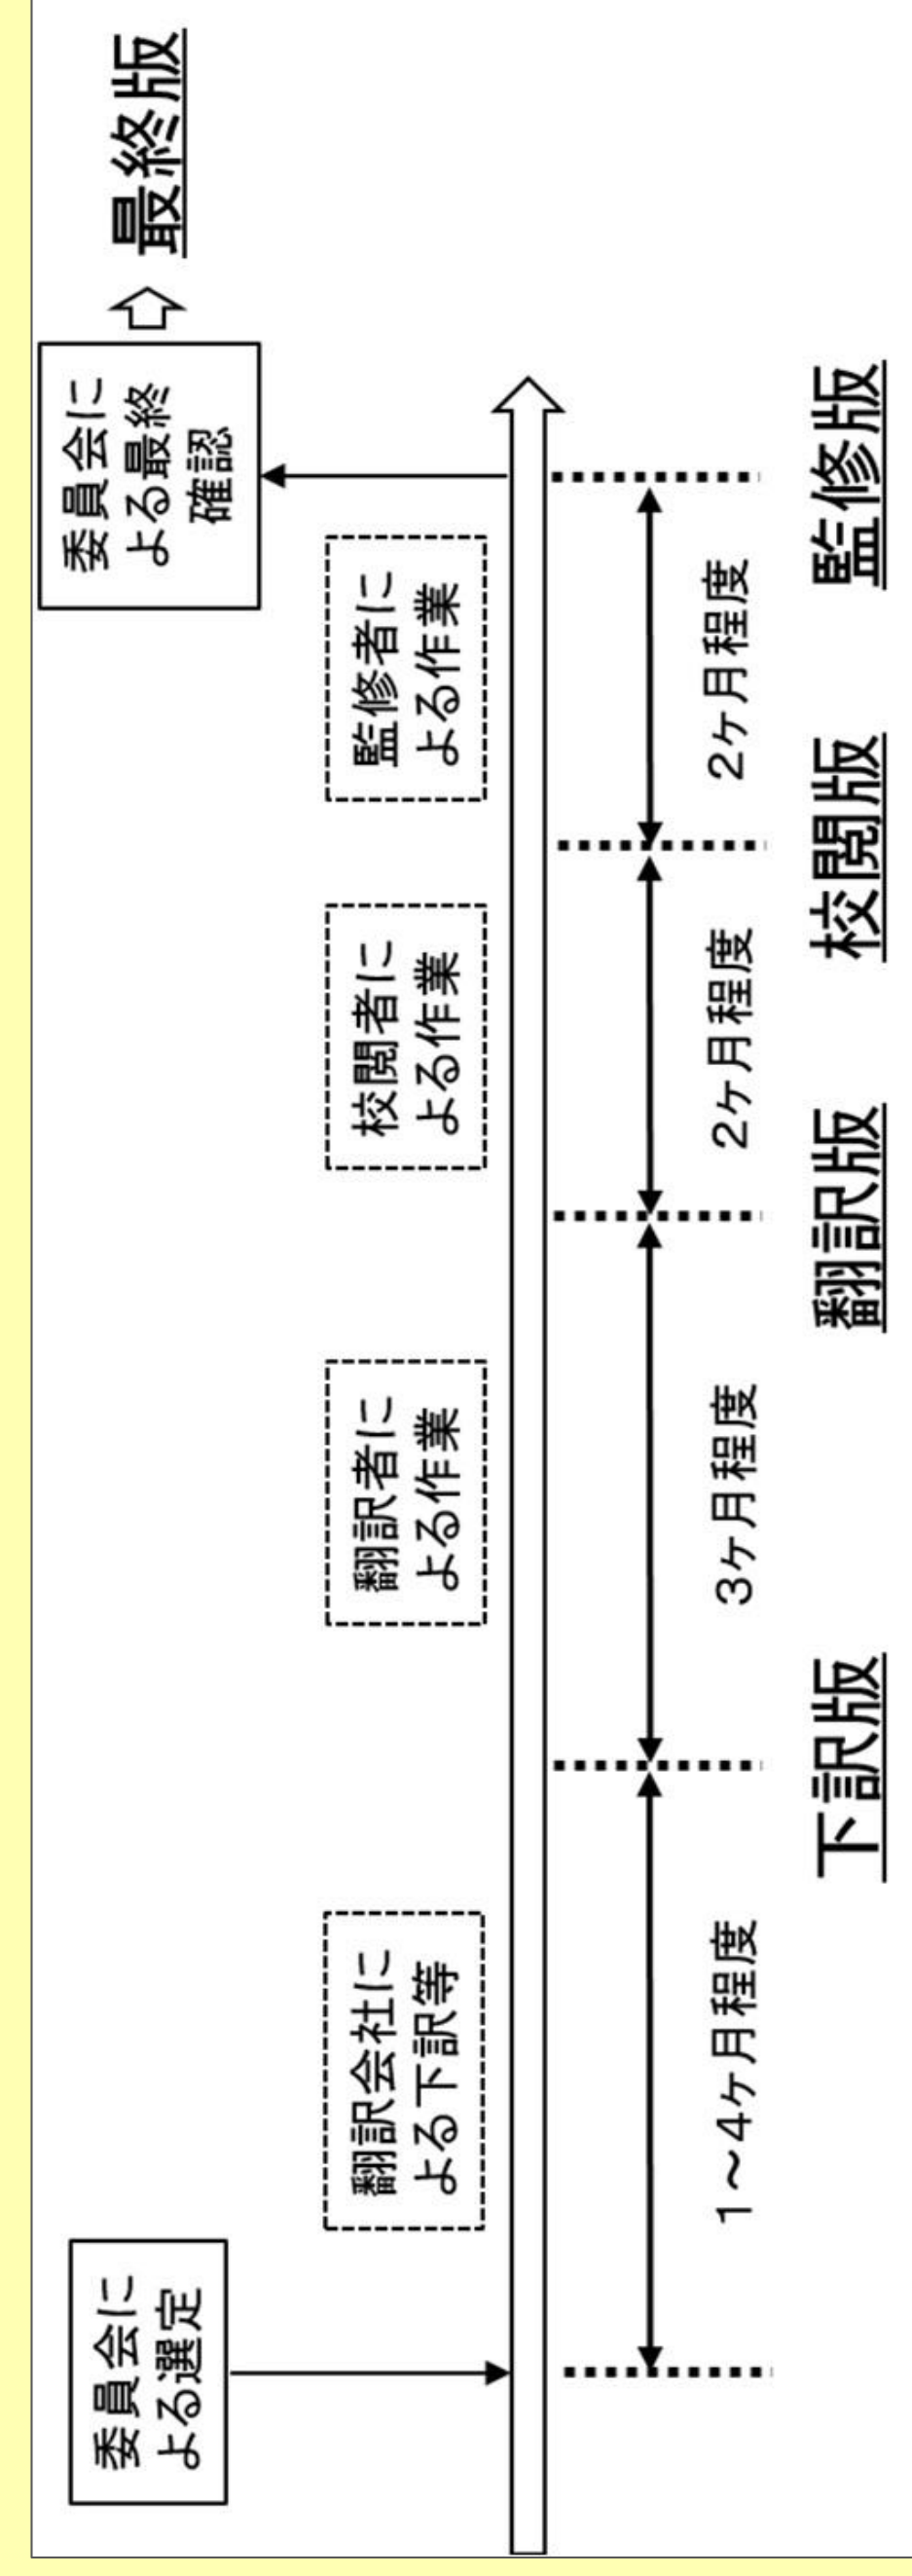 委員会に
よる選定
委員会に
よる最終
確認
最終版
翻訳会社に
よる下訳等
翻訳者に
よる作業
校閲者に
よる作業
監修者に
よる作業
1～4ヶ月程度
3ヶ月程度
2ヶ月程度
2ヶ月程度
下訳版
翻訳版
校閲版
監修版